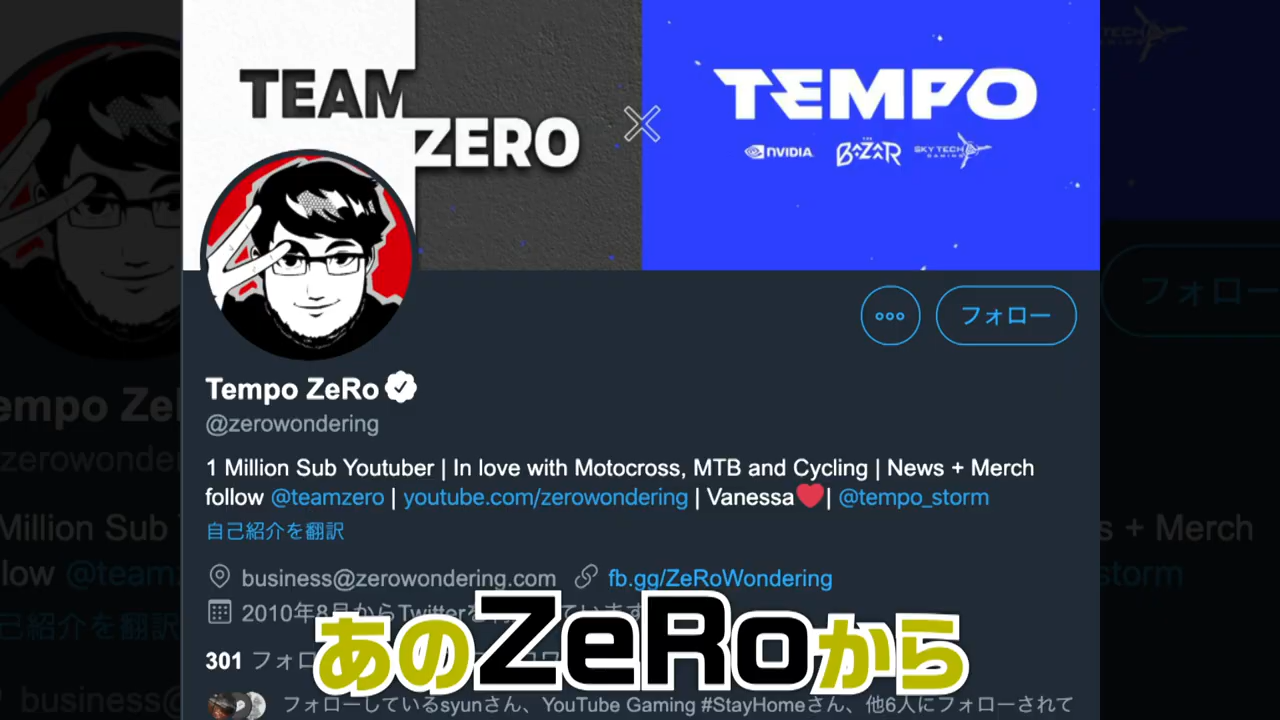 TEAM
ZERO
TEMPO
NVIDIA
THE BAZAAR
SKYTECH GAMING
フォロー
Tempo ZeRo
@zerowondering
1 Million Sub Youtuber | In love with Motocross, MTB and Cycling | News + Merch
follow @teamzero | youtube.com/zerowondering | Vanessa❤️| @tempo_storm
自己紹介を翻訳
business@zerowondering.com fb.gg/ZeRoWondering
2010年8月からTwitterを
あのZeRoから
301 フォロー
フォローしているsyunさん、YouTube Gaming #StayHomeさん、他6人にフォローされて